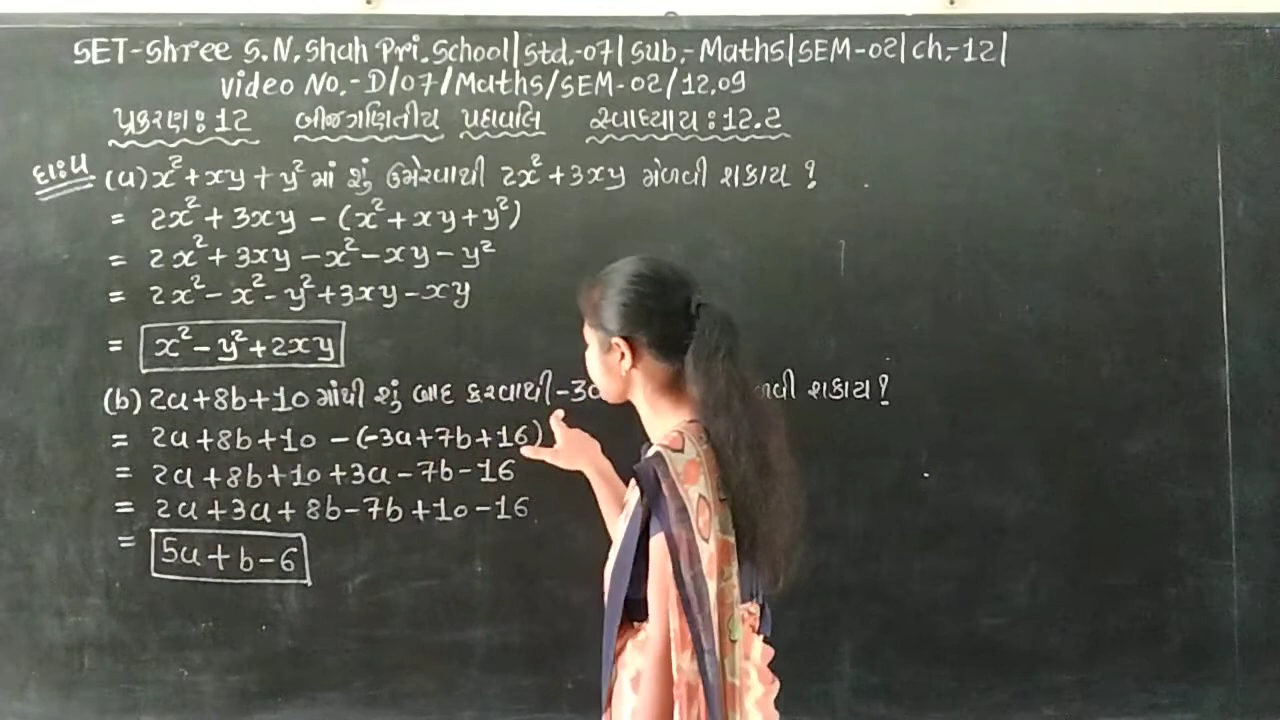 SET-Shree S.N.Shah Pri.School|Std.-07|Sub.-Maths|SEM-02|ch.-12|
Video No.-D/07/Maths/SEM-02/12.09
પ્રકરણ:12 બીજગણિતીય પદાવલિ સ્વાધ્યાય:12.2
દા:૫ (a) x²+xy+y² માં શું ઉમેરવાથી 2x²+3xy મેળવી શકાય ?
= 2x²+3xy-(x²+xy+y²)
= 2x²+3xy-x²-xy-y²
= 2x²-x²-y²+3xy-xy
= x²-y²+2xy
(b) 2a+8b+10 માંથી શું બાદ કરવાથી -3 શકાય ?
= 2a+8b+10-(-3a+7b+16)
= 2a+8b+10+3a-7b-16
= 2a+3a+8b-7b+10-16
= 5a+b-6